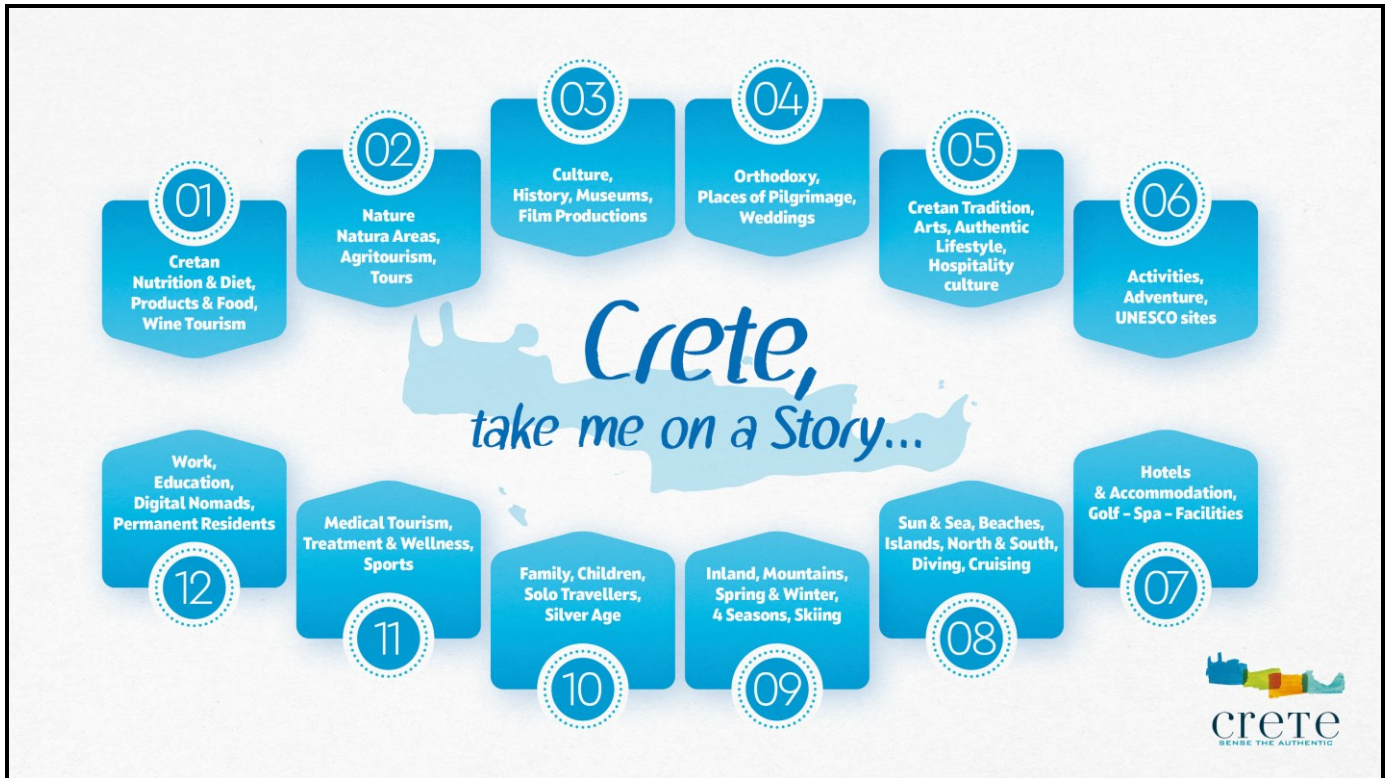 01
Cretan
Nutrition & Diet,
Products & Food,
Wine Tourism
02
Nature
Natura Areas,
Agritourism,
Tours
03
Culture,
History, Museums,
Film Productions
04
Orthodoxy,
Places of Pilgrimage,
Weddings
05
Cretan Tradition,
Arts, Authentic
Lifestyle,
Hospitality
culture
06
Activities,
Adventure,
UNESCO sites
Crete,
take me on a Story...
Hotels
& Accommodation,
Golf – Spa – Facilities
07
Sun & Sea, Beaches,
Islands, North & South,
Diving, Cruising
08
Inland, Mountains,
Spring & Winter,
4 Seasons, Skiing
09
Family, Children,
Solo Travellers,
Silver Age
10
Medical Tourism,
Treatment & Wellness,
Sports
11
Work,
Education,
Digital Nomads,
Permanent Residents
12
creTe
SENSE THE AUTHENTIC